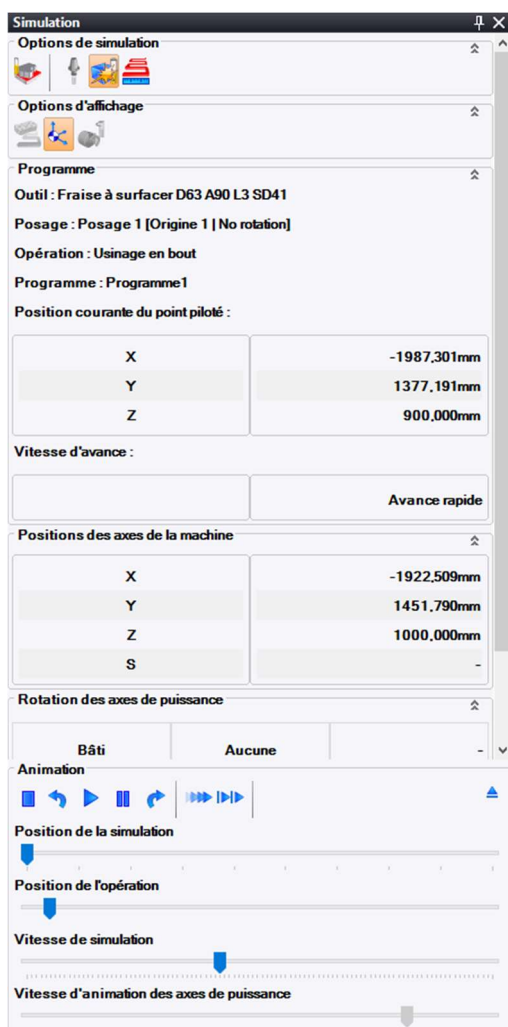 Simulation
Options de simulation
Options d'affichage
Programme
Outil : Fraise à surfacer D63 A90 L3 SD41
Posage : Posage 1 [Origine 1 | No rotation]
Opération : Usinage en bout
Programme : Programme1
Position courante du point piloté :
X -1987,301mm
Y 1377,191mm
Z 900,000mm
Vitesse d'avance :
Avance rapide
Positions des axes de la machine
X -1922,509mm
Y 1451,790mm
Z 1000,000mm
S -
Rotation des axes de puissance
Bâti Aucune -
Animation
Position de la simulation
Position de l'opération
Vitesse de simulation
Vitesse d'animation des axes de puissance